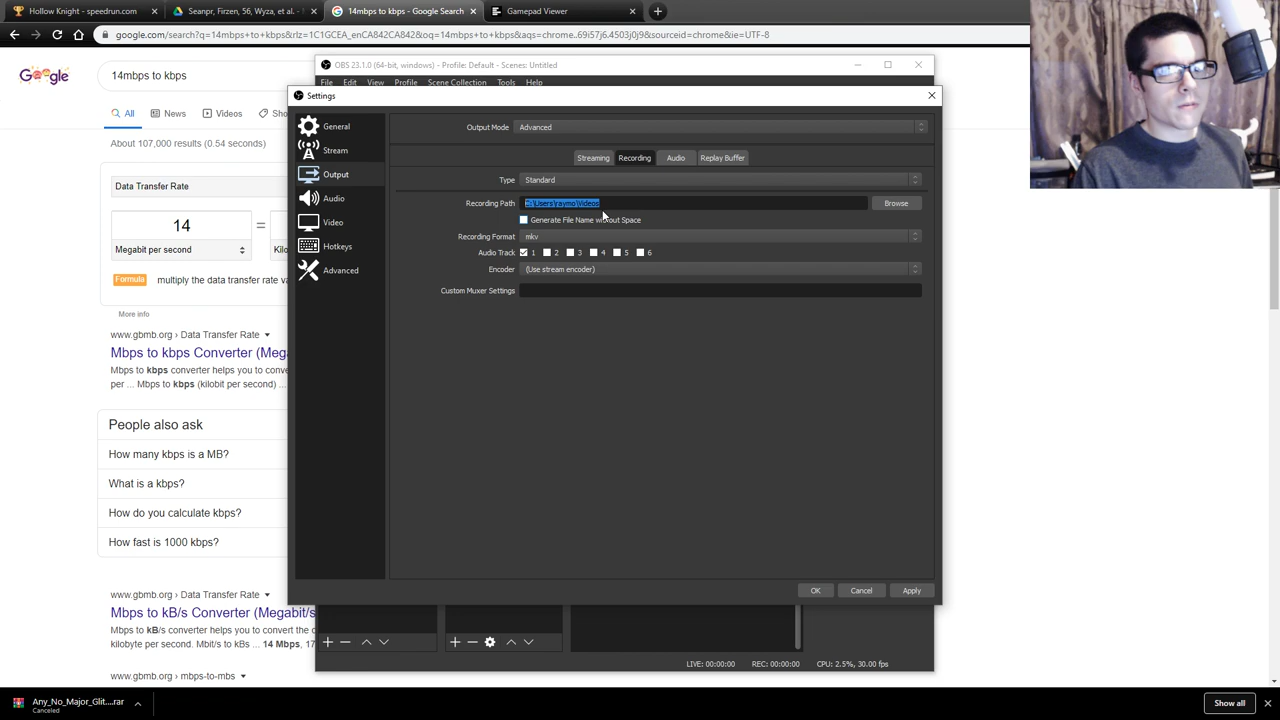 Hollow Knight - speedrun.com
Seanpr, Firzen, 56, Wyza, et al. -
14mbps to kbps - Google Search
Gamepad Viewer
google.com/search?q=14mbps+to+kbps&rlz=1C1GCEA_enCA842CA842&oq=14mbps+to+kbps&aqs=chrome..69i57j6.4503j0j9&sourceid=chrome&ie=UTF-8
Google
14mbps to kbps
All
News
Videos
Sho
About 107,000 results (0.54 seconds)
Data Transfer Rate
14
=
Megabit per second
Kilo
Formula
multiply the data transfer rate va
More info
www.gbmb.org › Data Transfer Rate
Mbps to kbps Converter (Mega
Mbps to kbps converter helps you to conve
per ... Mbps to kbps (kilobit per second) ...
People also ask
How many kbps is a MB?
What is a kbps?
How do you calculate kbps?
How fast is 1000 kbps?
www.gbmb.org › Data Transfer Rate
Mbps to kB/s Converter (Megabit/s
Mbps to kB/s converter helps you to convert the
kilobyte per second. Mbit/s to kBs ... 14 Mbps, 17
www.gbmb.org › mbps-to-mbs
OBS 23.1.0 (64-bit, windows) - Profile: Default - Scenes: Untitled
File Edit View Profile Scene Collection Tools Help
Settings
General
Stream
Output
Audio
Video
Hotkeys
Advanced
Output Mode Advanced
Streaming Recording Audio Replay Buffer
Type Standard
Recording Path C:\Users\raymo\Videos Browse
Generate File Name without Space
Recording Format mkv
Audio Track 1 2 3 4 5 6
Encoder (Use stream encoder)
Custom Muxer Settings
OK Cancel Apply
LIVE: 00:00:00 REC: 00:00:00 CPU: 2.5%, 30.00 fps
Any_No_Major_Glit....rar
Canceled
Show all